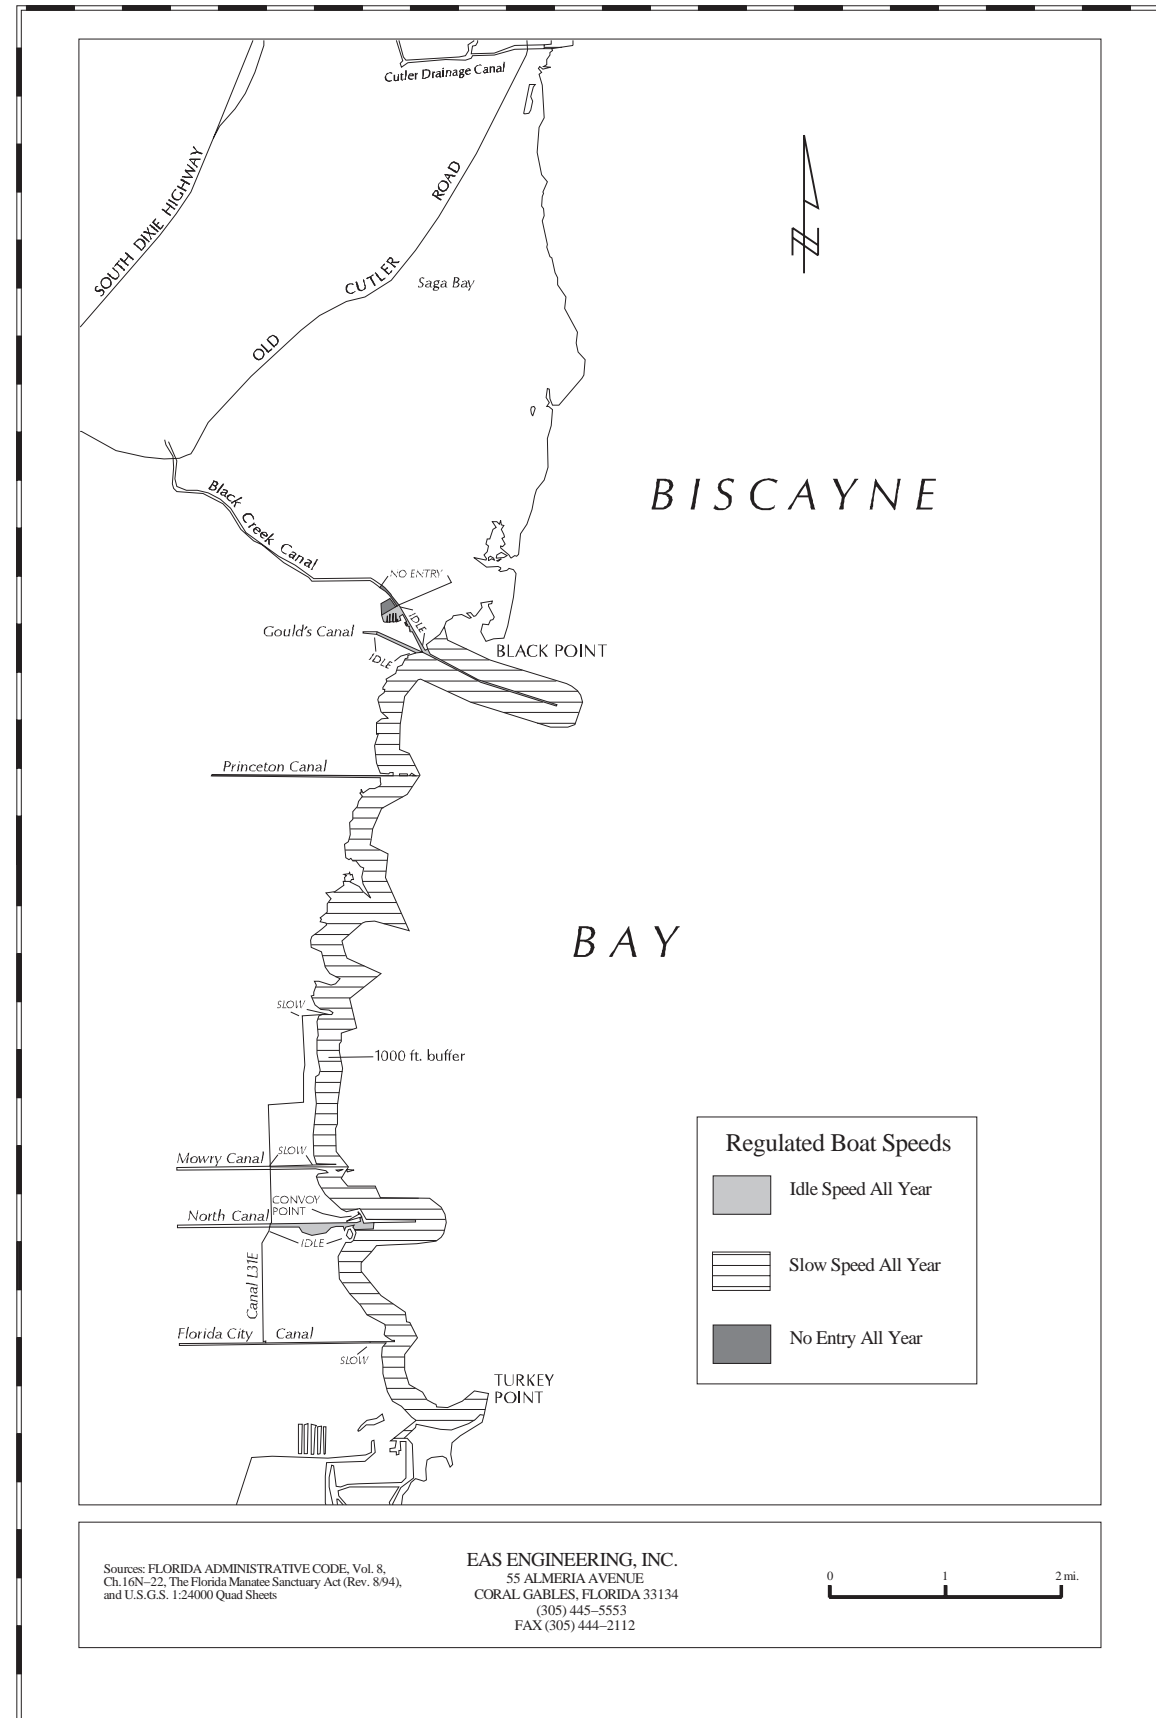 Cutler Drainage Canal
SOUTH DIXIE HIGHWAY
OLD CUTLER ROAD
Saga Bay
BISCAYNE
Black Creek Canal
NO ENTRY
IDLE
Gould's Canal
IDLE
BLACK POINT
Princeton Canal
BAY
SLOW
1000 ft. buffer
Mowry Canal
SLOW
CONVOY
POINT
North Canal
IDLE
Canal L31E
Florida City Canal
SLOW
TURKEY
POINT
Regulated Boat Speeds
Idle Speed All Year
Slow Speed All Year
No Entry All Year
Sources: FLORIDA ADMINISTRATIVE CODE, Vol. 8,
Ch.16N–22, The Florida Manatee Sanctuary Act (Rev. 8/94),
and U.S.G.S. 1:24000 Quad Sheets
EAS ENGINEERING, INC.
55 ALMERIA AVENUE
CORAL GABLES, FLORIDA 33134
(305) 445–5553
FAX (305) 444–2112
0 1 2 mi.
N